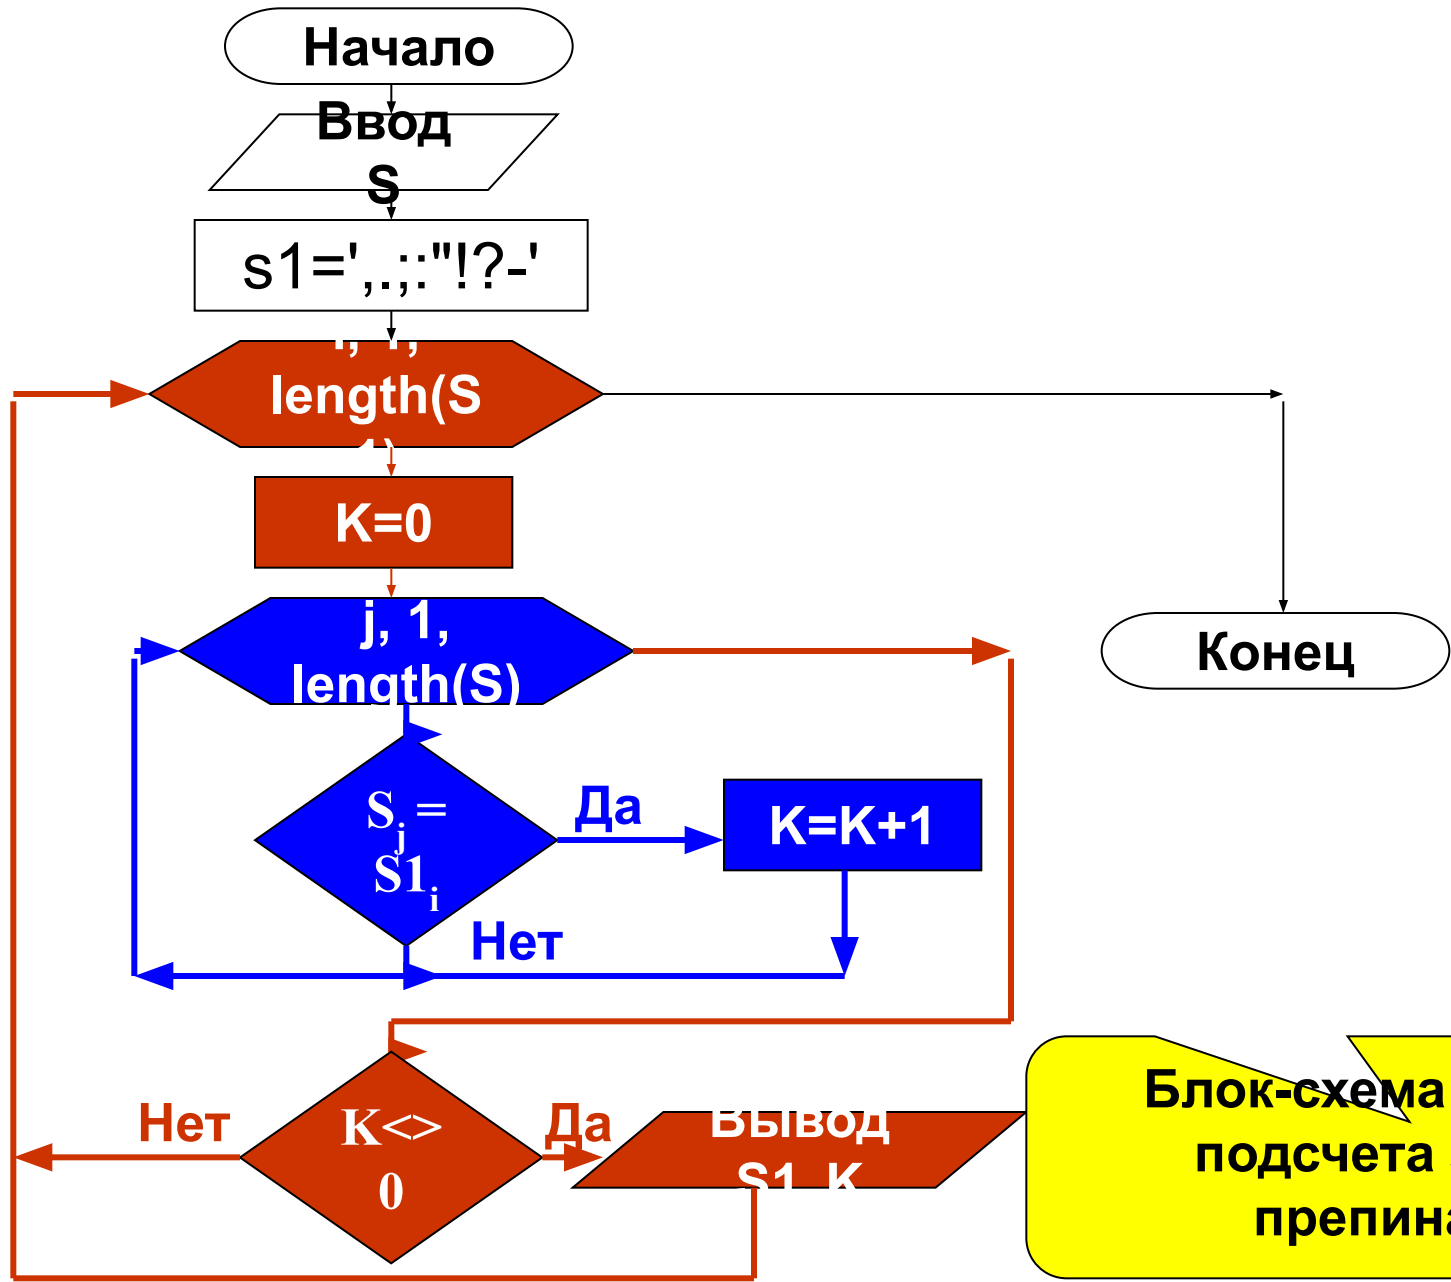 Начало
Ввод
S
s1=',.;:"!?-'
length(S
K=0
j, 1,
length(S)
Конец
Sj =
S1i
Да
K=K+1
Нет
Нет
K<>
0
Да
Вывод
S1 K
Блок-схема
подсчета